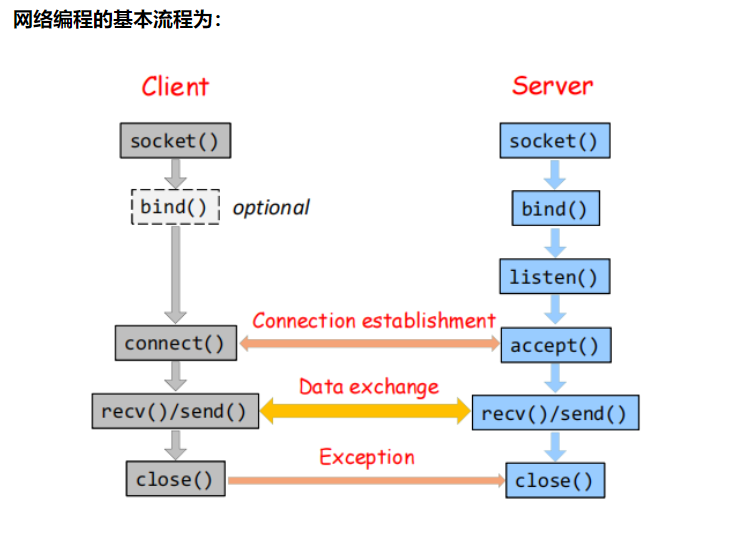 网络编程的基本流程为：
Client Server
socket() socket()
bind() optional bind()
listen()
Connection establishment
connect() accept()
Data exchange
recv()/send() recv()/send()
Exception
close() close()